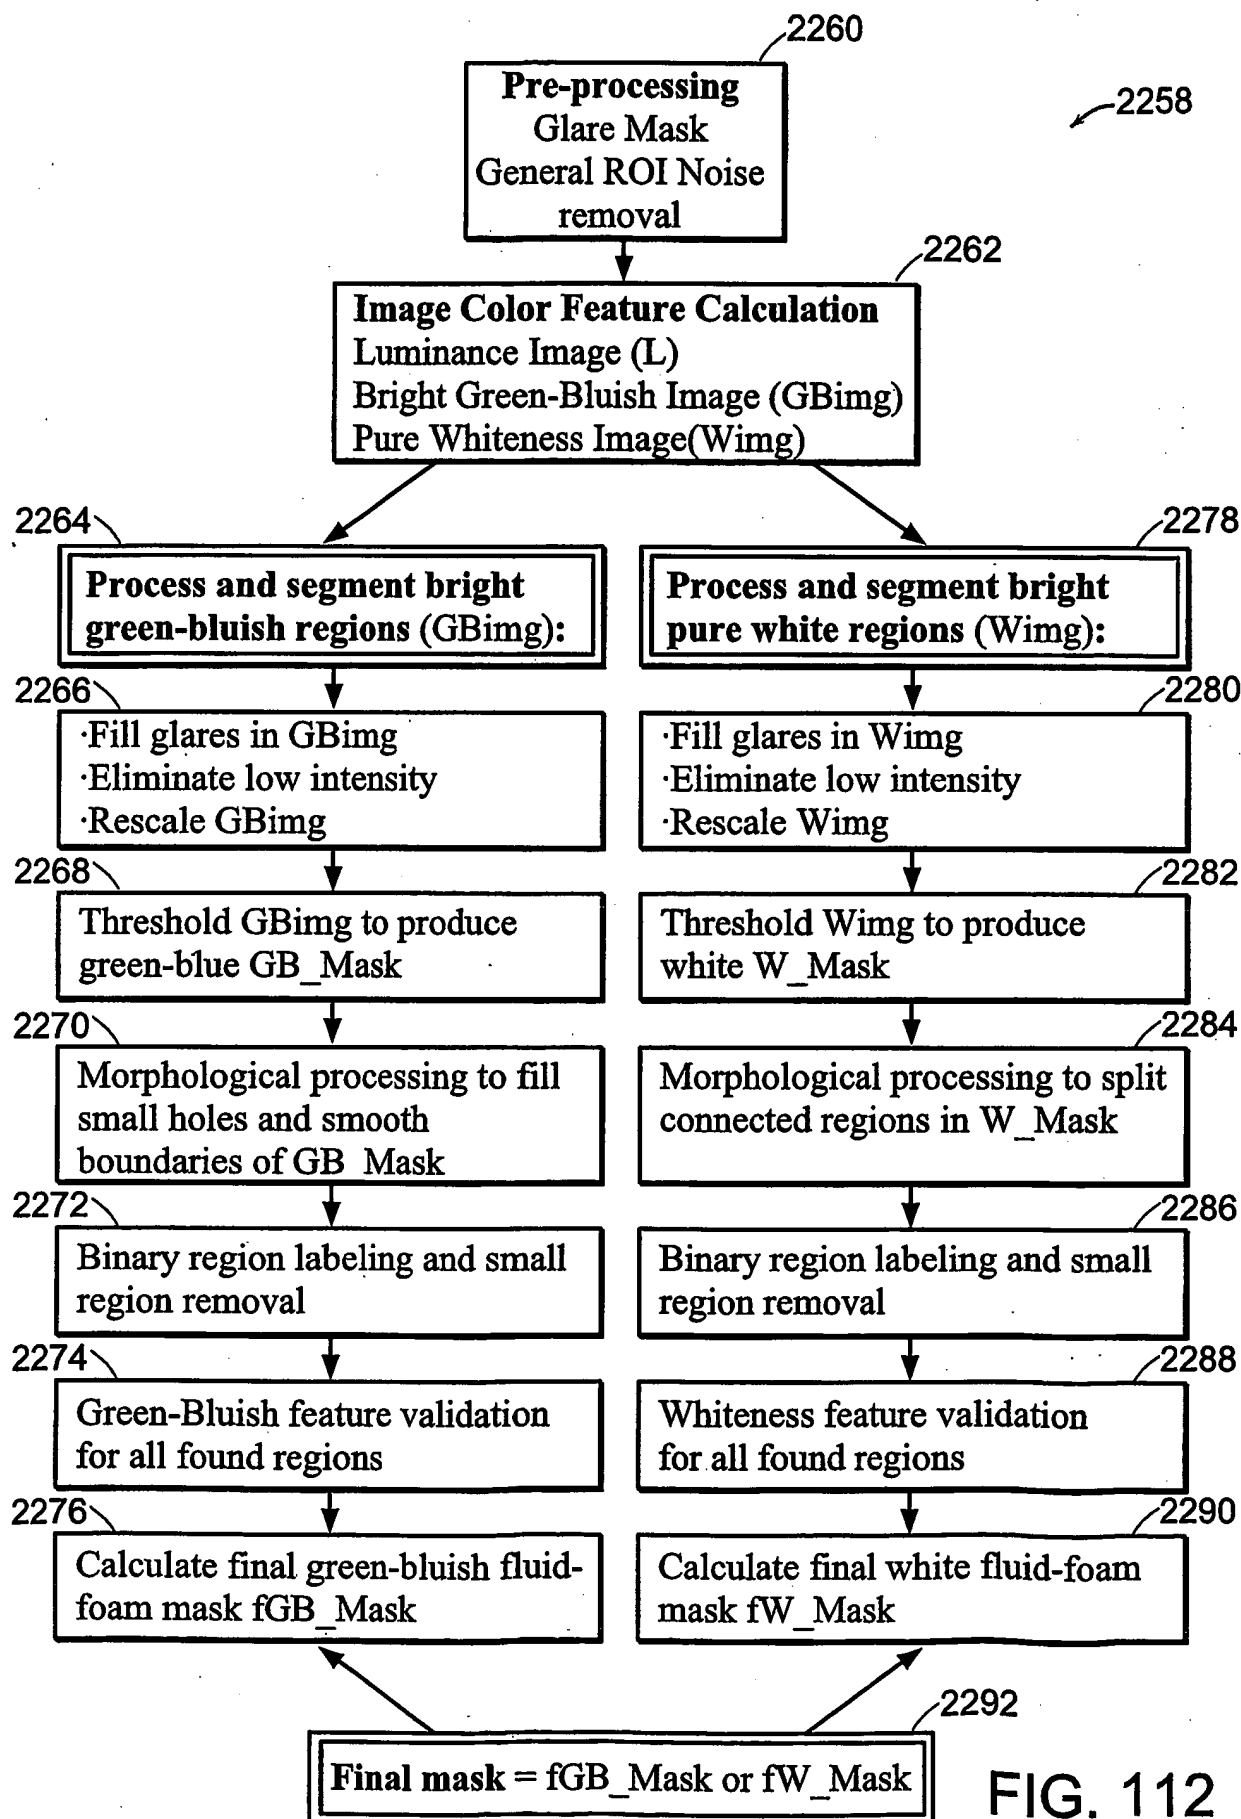 2260
Pre-processing
Glare Mask
General ROI Noise
removal
2258
2262
Image Color Feature Calculation
Luminance Image (L)
Bright Green-Bluish Image (GBimg)
Pure Whiteness Image(Wimg)
2264
Process and segment bright
green-bluish regions (GBimg):
2266
·Fill glares in GBimg
·Eliminate low intensity
·Rescale GBimg
2268
Threshold GBimg to produce
green-blue GB_Mask
2270
Morphological processing to fill
small holes and smooth
boundaries of GB_Mask
2272
Binary region labeling and small
region removal
2274
Green-Bluish feature validation
for all found regions
2276
Calculate final green-bluish fluid-
foam mask fGB_Mask
2278
Process and segment bright
pure white regions (Wimg):
2280
·Fill glares in Wimg
·Eliminate low intensity
·Rescale Wimg
2282
Threshold Wimg to produce
white W_Mask
2284
Morphological processing to split
connected regions in W_Mask
2286
Binary region labeling and small
region removal
2288
Whiteness feature validation
for all found regions
2290
Calculate final white fluid-foam
mask fW_Mask
2292
Final mask = fGB_Mask or fW_Mask
FIG. 112